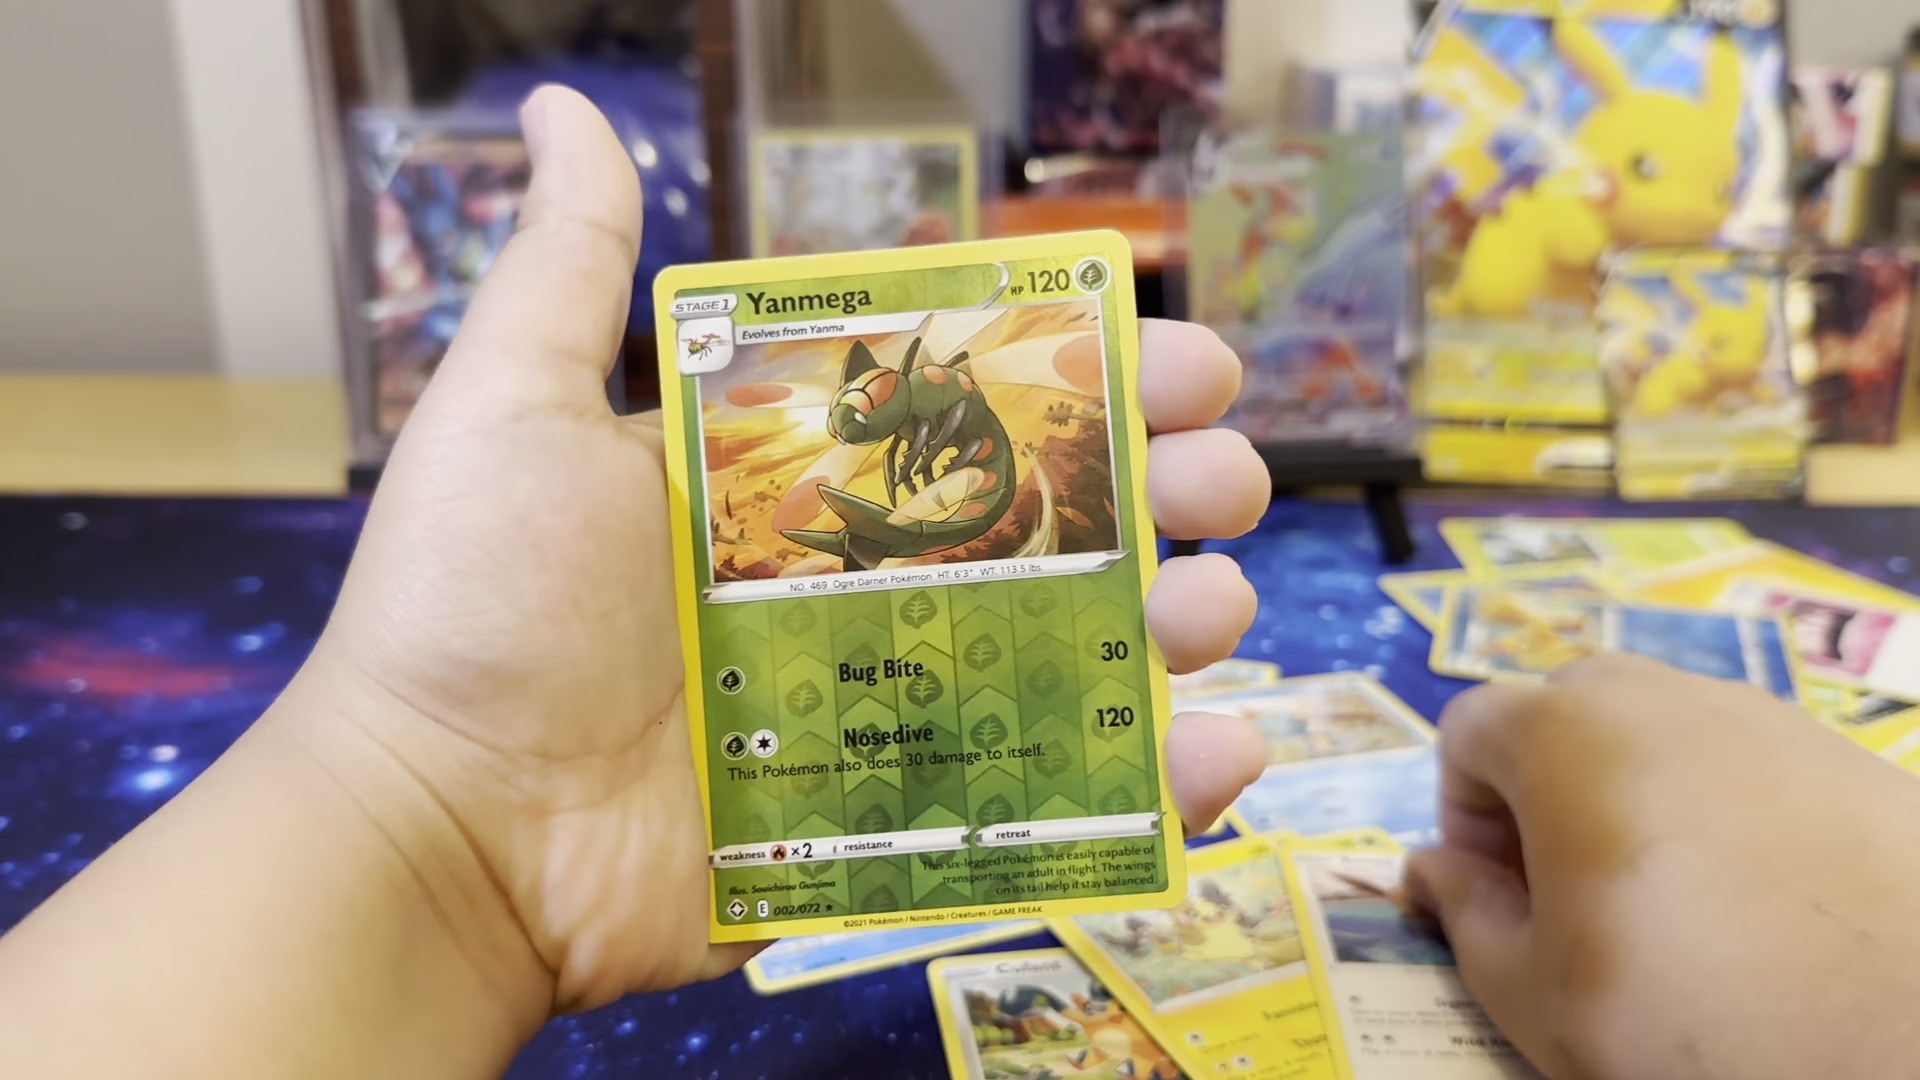 STAGE 1 Yanmega HP 120
Evolves from Yanma
NO. 469 Ogre Darner Pokémon HT. 6'3" WT. 113.5 lbs.
Bug Bite 30
Nosedive 120
This Pokémon also does 30 damage to itself.
weakness ×2 resistance retreat
This six-legged Pokémon is easily capable of
transporting an adult in flight. The wings
on its tail help it stay balanced.
Illus. Souichirou Gunjima
E 002/072 ★
©2021 Pokémon / Nintendo / Creatures / GAME FREAK